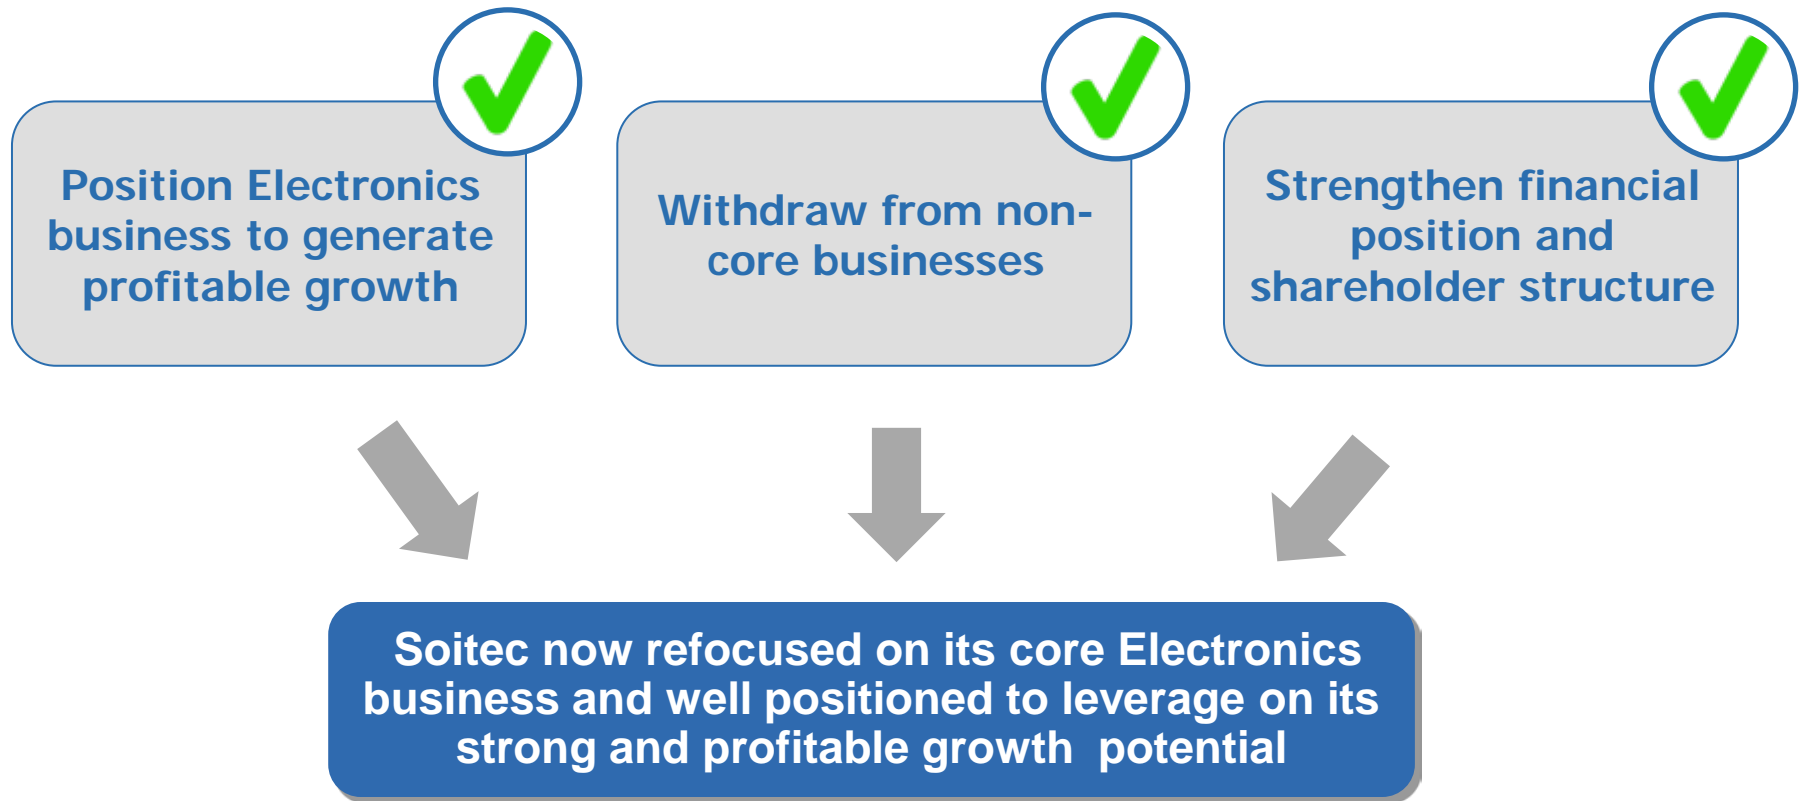 Position Electronics
business to generate
profitable growth
Withdraw from non-
core businesses
Strengthen financial
position and
shareholder structure
Soitec now refocused on its core Electronics
business and well positioned to leverage on its
strong and profitable growth  potential